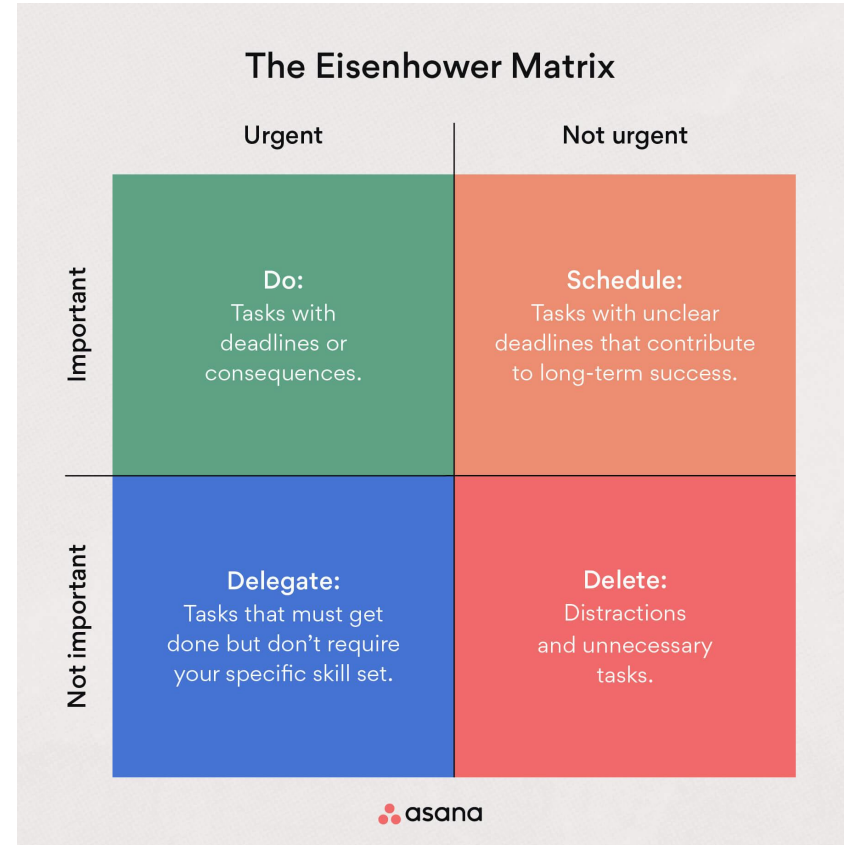 The Eisenhower Matrix
Urgent
Not urgent
Important
Do:
Tasks with
deadlines or
consequences.
Schedule:
Tasks with unclear
deadlines that contribute
to long-term success.
Not important
Delegate:
Tasks that must get
done but don’t require
your specific skill set.
Delete:
Distractions
and unnecessary
tasks.
asana